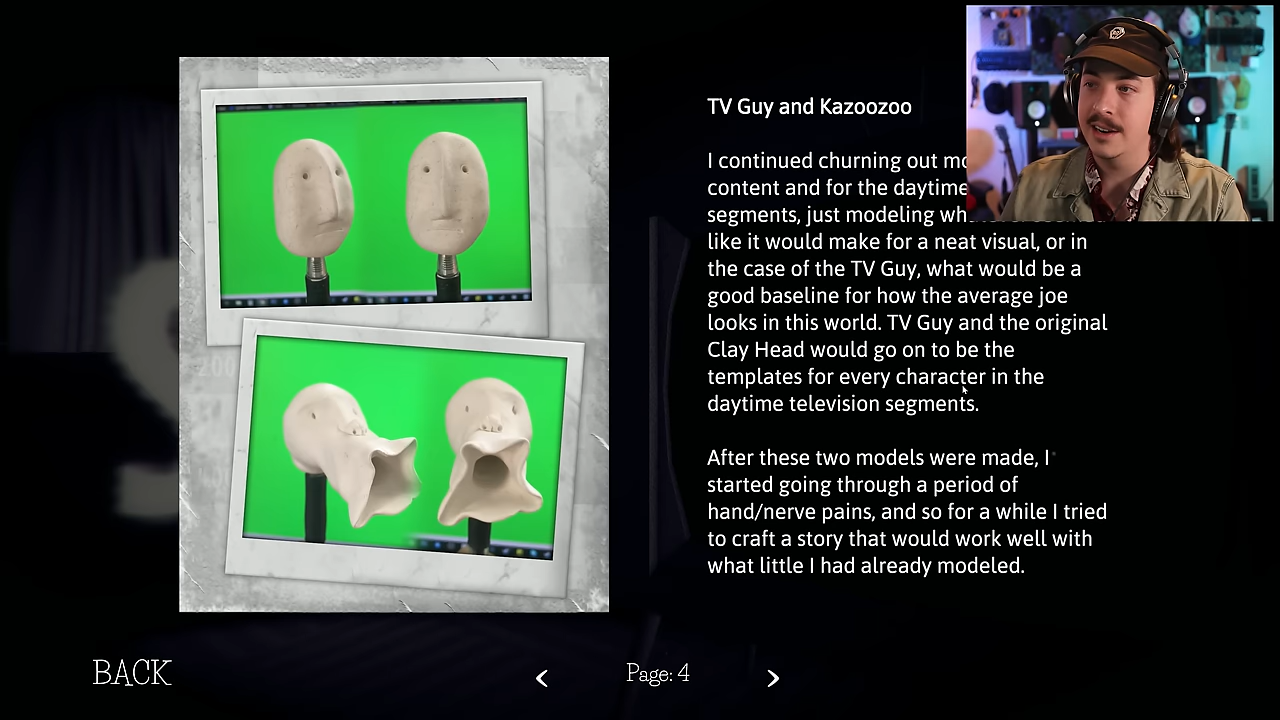 TV Guy and Kazoozoo
I continued churning out
content and for the daytime
segments, just modeling
like it would make for a neat visual, or in
the case of the TV Guy, what would be a
good baseline for how the average joe
looks in this world. TV Guy and the original
Clay Head would go on to be the
templates for every character in the
daytime television segments.
After these two models were made, I
started going through a period of
hand/nerve pains, and so for a while I tried
to craft a story that would work well with
what little I had already modeled.
BACK
< Page: 4 >